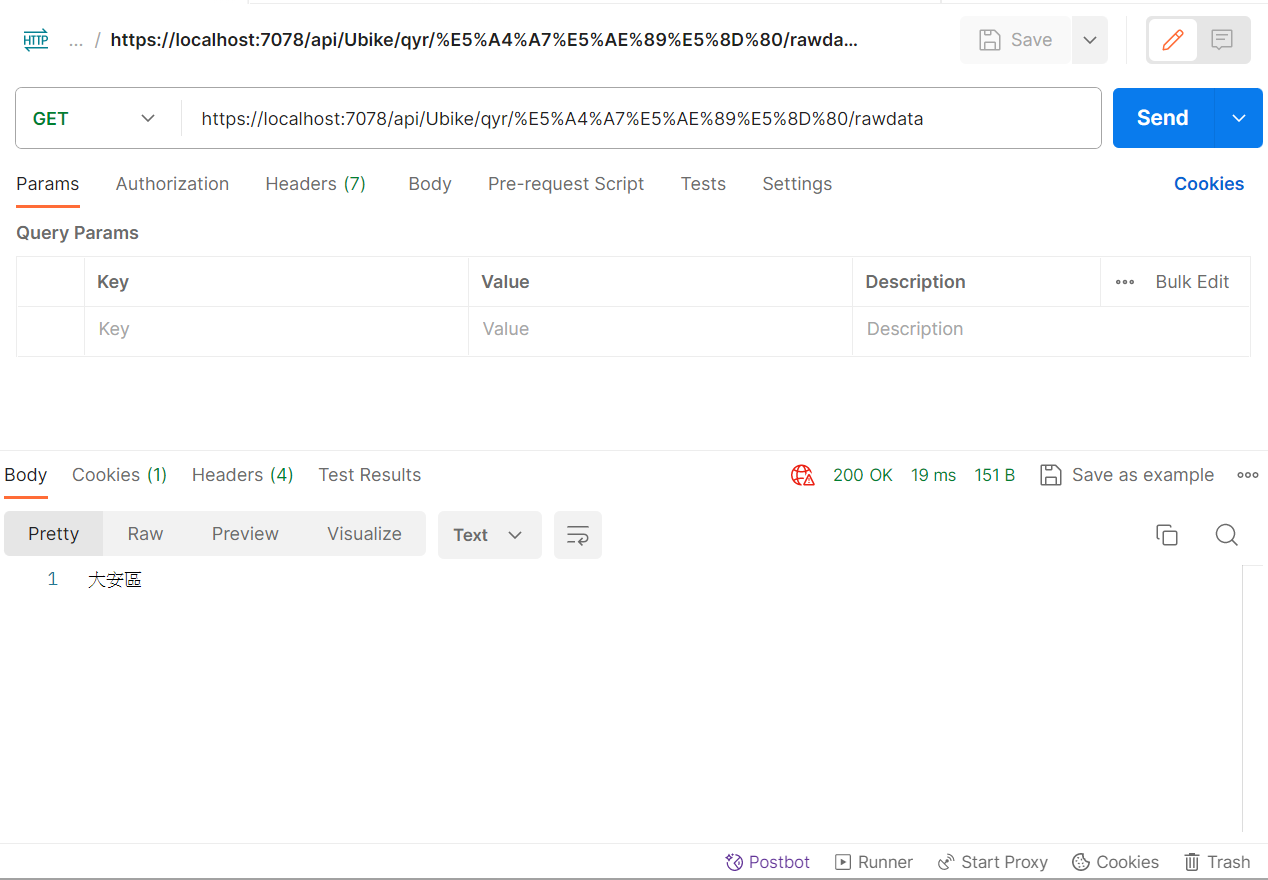 HTTP ... / https://localhost:7078/api/Ubike/qyr/%E5%A4%A7%E5%AE%89%E5%8D%80/rawda... Save
GET https://localhost:7078/api/Ubike/qyr/%E5%A4%A7%E5%AE%89%E5%8D%80/rawdata Send
Params Authorization Headers (7) Body Pre-request Script Tests Settings Cookies
Query Params
Key Value Description Bulk Edit
Key Value Description
Body Cookies (1) Headers (4) Test Results 200 OK 19 ms 151 B Save as example
Pretty Raw Preview Visualize Text
1 大安區
Postbot Runner Start Proxy Cookies Trash